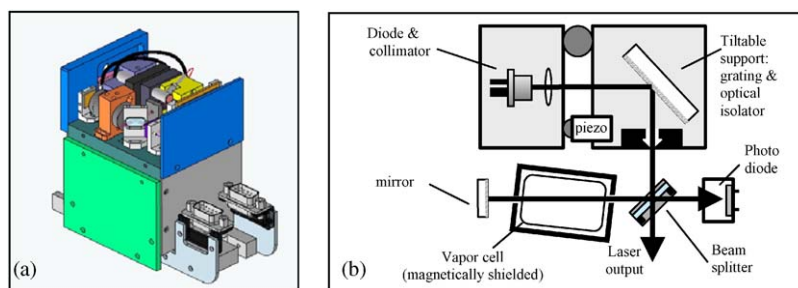 (a)
Diode &
collimator
Tiltable
support:
grating &
optical
isolator
piezo
Photo
diode
mirror
Vapor cell
(magnetically shielded)
Laser
output
Beam
splitter
(b)